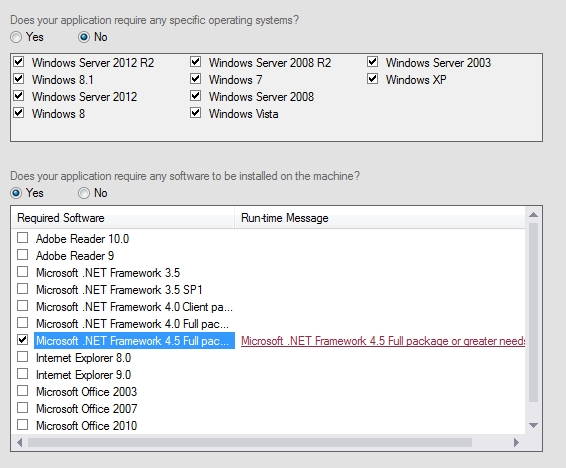 Does your application require any specific operating systems?
Yes No
Windows Server 2012 R2 Windows Server 2008 R2 Windows Server 2003
Windows 8.1 Windows 7 Windows XP
Windows Server 2012 Windows Server 2008
Windows 8 Windows Vista
Does your application require any software to be installed on the machine?
Yes No
Required Software Run-time Message
Adobe Reader 10.0
Adobe Reader 9
Microsoft .NET Framework 3.5
Microsoft .NET Framework 3.5 SP1
Microsoft .NET Framework 4.0 Client pa...
Microsoft .NET Framework 4.0 Full pac...
Microsoft .NET Framework 4.5 Full pac... Microsoft .NET Framework 4.5 Full package or greater needs
Internet Explorer 8.0
Internet Explorer 9.0
Microsoft Office 2003
Microsoft Office 2007
Microsoft Office 2010